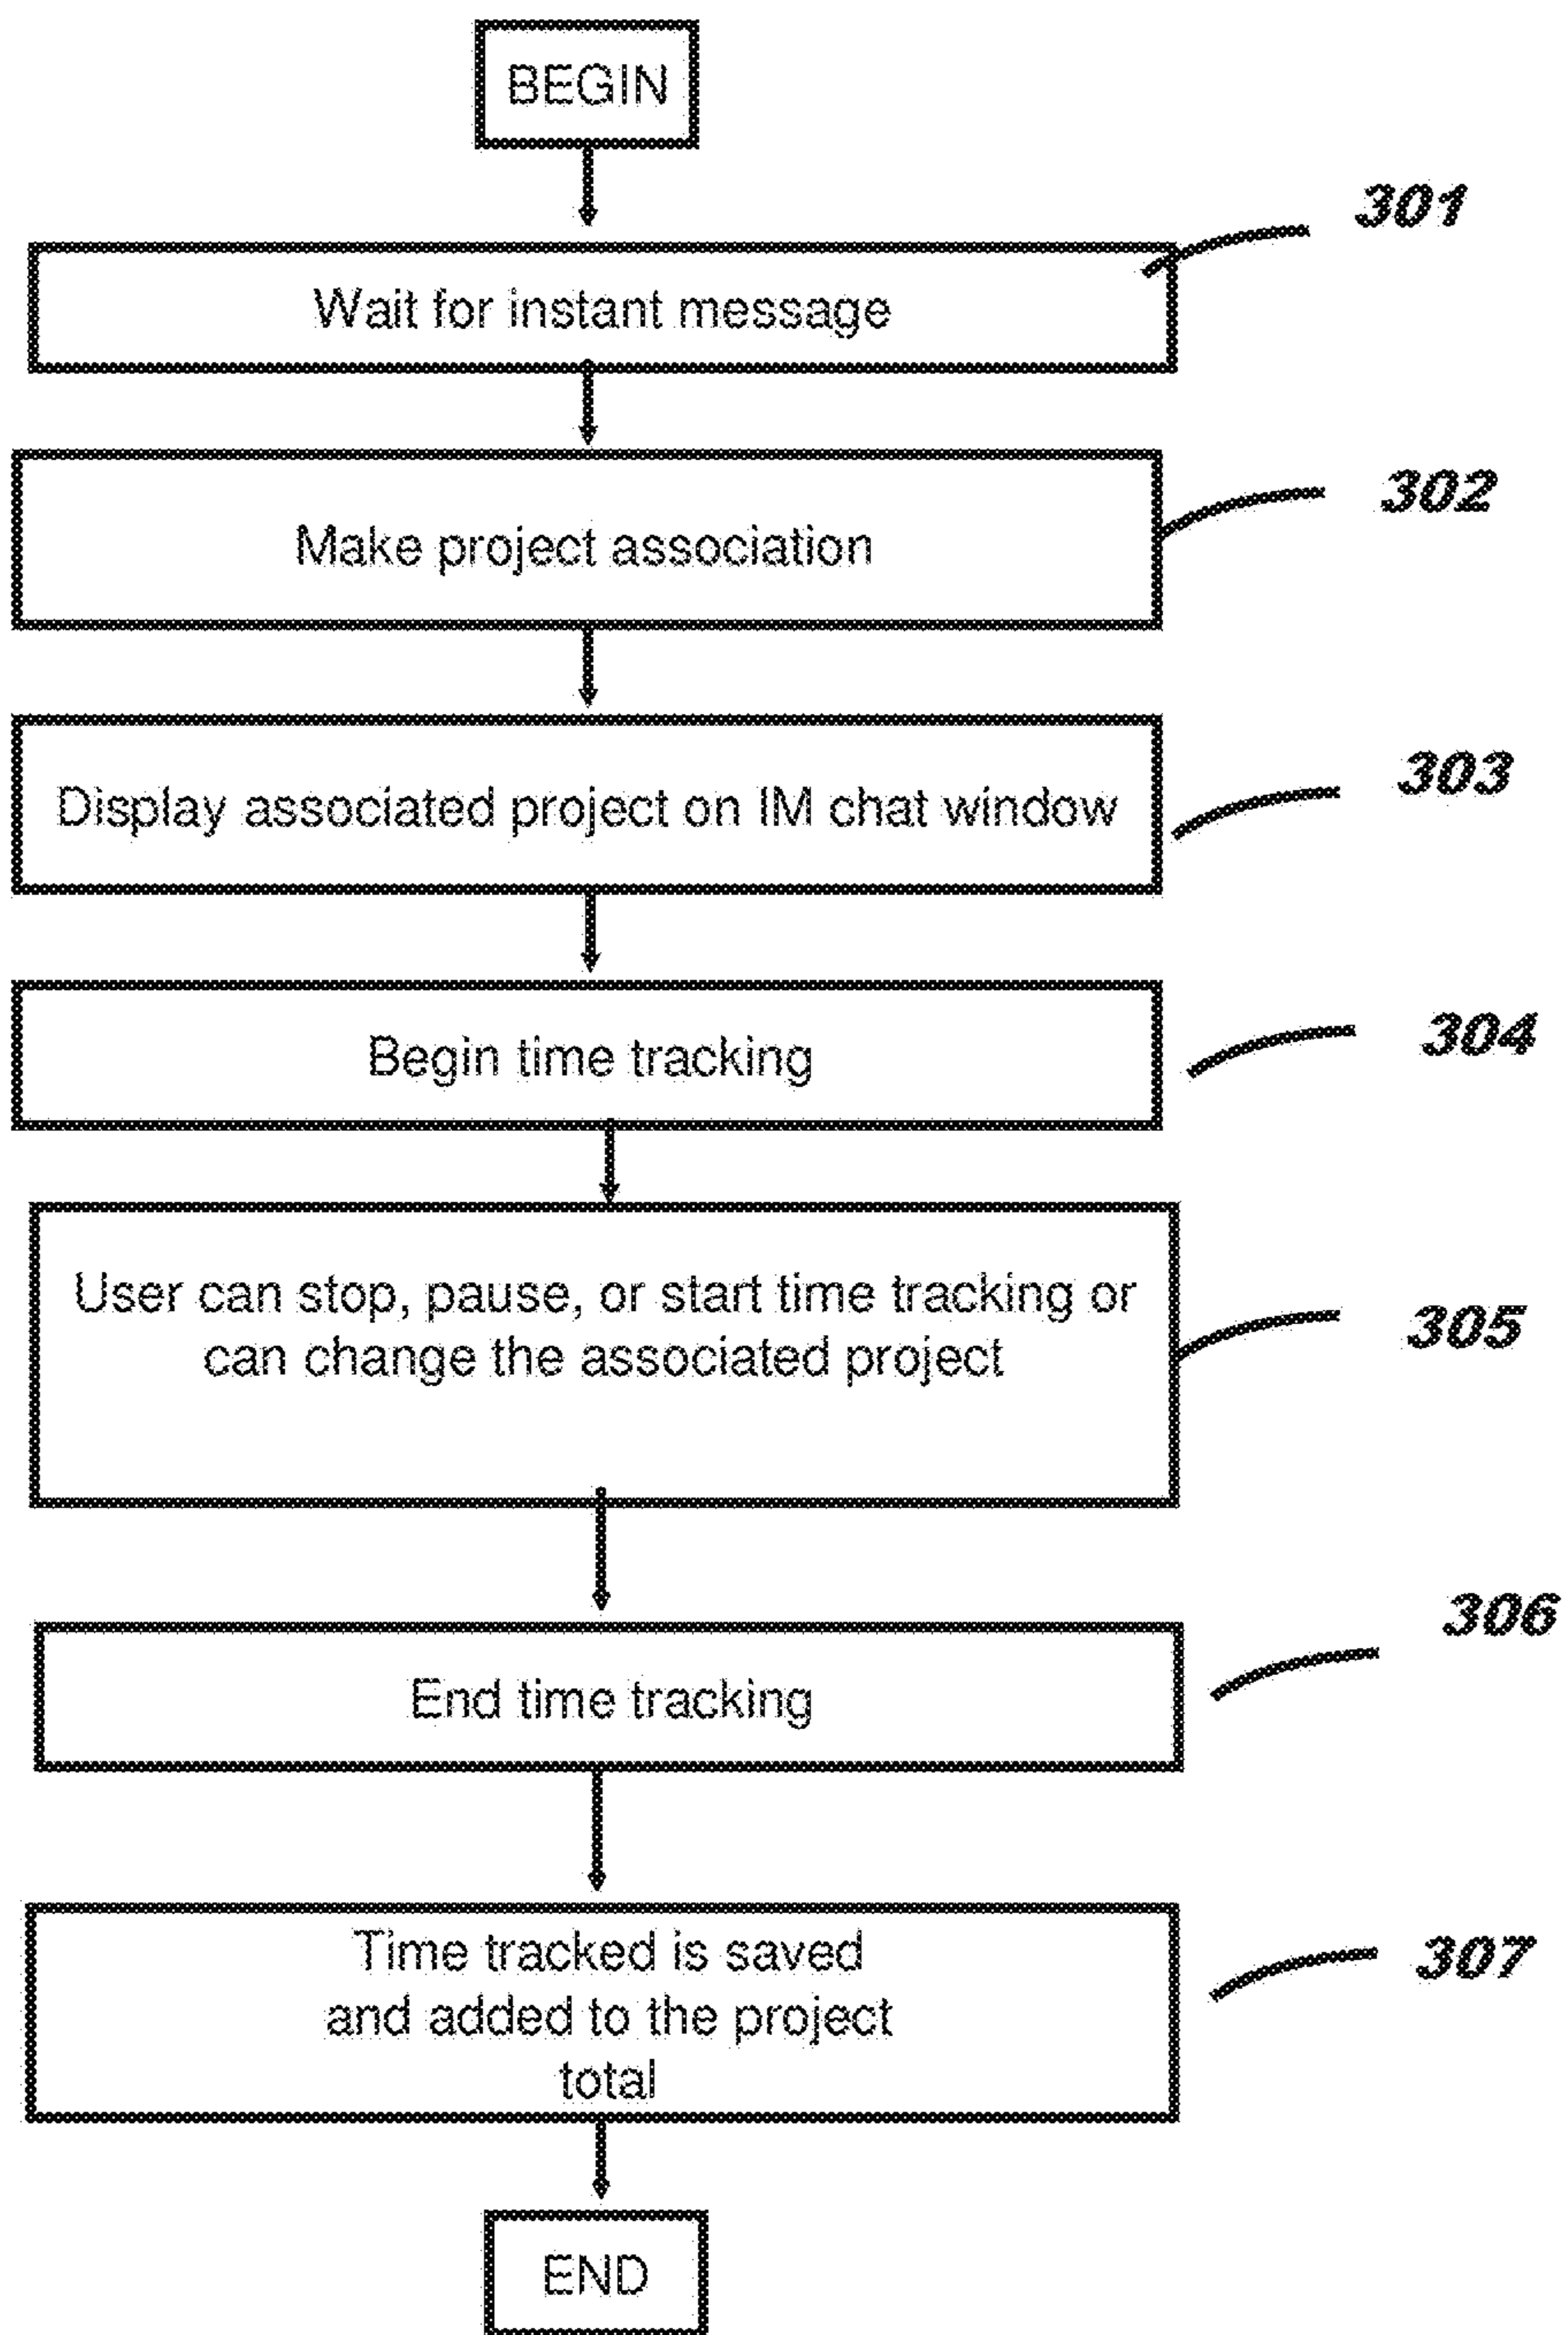 BEGIN
301
Wait for instant message
302
Make project association
303
Display associated project on IM chat window
304
Begin time tracking
User can stop, pause, or start time tracking or
can change the associated project
305
306
End time tracking
Time tracked is saved
and added to the project
total
307
END